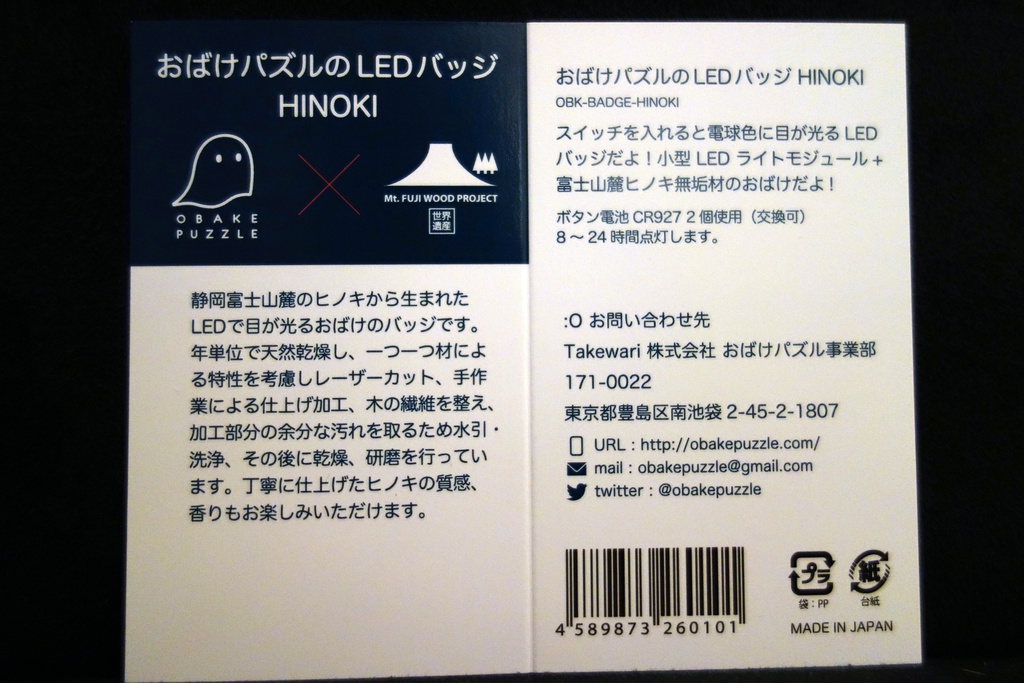 おばけパズルのLEDバッジ
HINOKI
OBAKE
PUZZLE
Mt. FUJI WOOD PROJECT
世界
遺産
静岡富士山麓のヒノキから生まれた
LEDで目が光るおばけのバッジです。
年単位で天然乾燥し、一つ一つ材によ
る特性を考慮しレーザーカット、手作
業による仕上げ加工、木の繊維を整え、
加工部分の余分な汚れを取るため水引・
洗浄、その後に乾燥、研磨を行ってい
ます。丁寧に仕上げたヒノキの質感、
香りもお楽しみいただけます。
おばけパズルのLEDバッジ HINOKI
OBK-BADGE-HINOKI
スイッチを入れると電球色に目が光る LED
バッジだよ！小型 LED ライトモジュール +
富士山麓ヒノキ無垢材のおばけだよ！
ボタン電池 CR927 2 個使用（交換可）
8 〜 24 時間点灯します。
:O お問い合わせ先
Takewari 株式会社 おばけパズル事業部
171-0022
東京都豊島区南池袋 2-45-2-1807
URL : http://obakepuzzle.com/
mail : obakepuzzle@gmail.com
twitter : @obakepuzzle
4 589873 260101
プラ 紙
袋：PP 台紙
MADE IN JAPAN